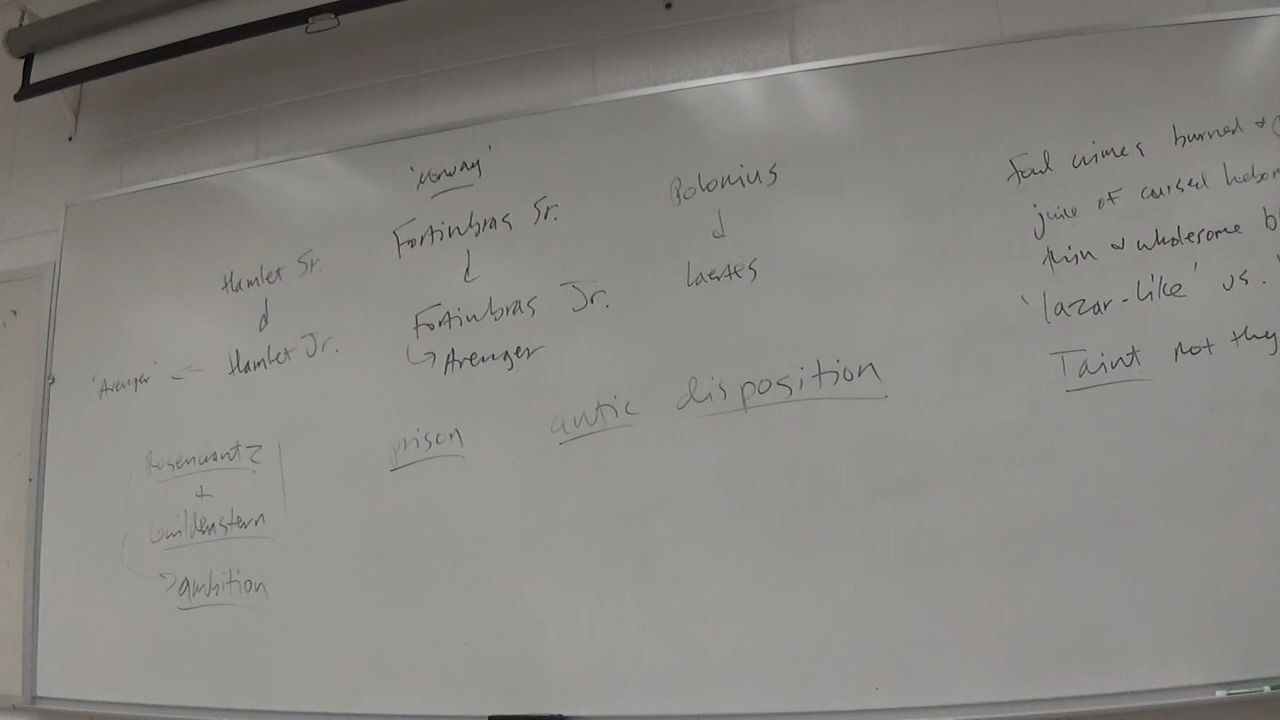 'Norway'
Fortinbras Sr.
↓
Fortinbras Jr.
↳ Avenger
Polonius
↓
Laertes
Hamlet Sr.
↓
'Avenger' ← Hamlet Jr.
Rosencrantz
+
Guildenstern
→ ambition
prison
antic disposition
foul crimes burned +
juice of cursed hebon
thin & wholesome b
'lazar-like' vs.
Taint not thy